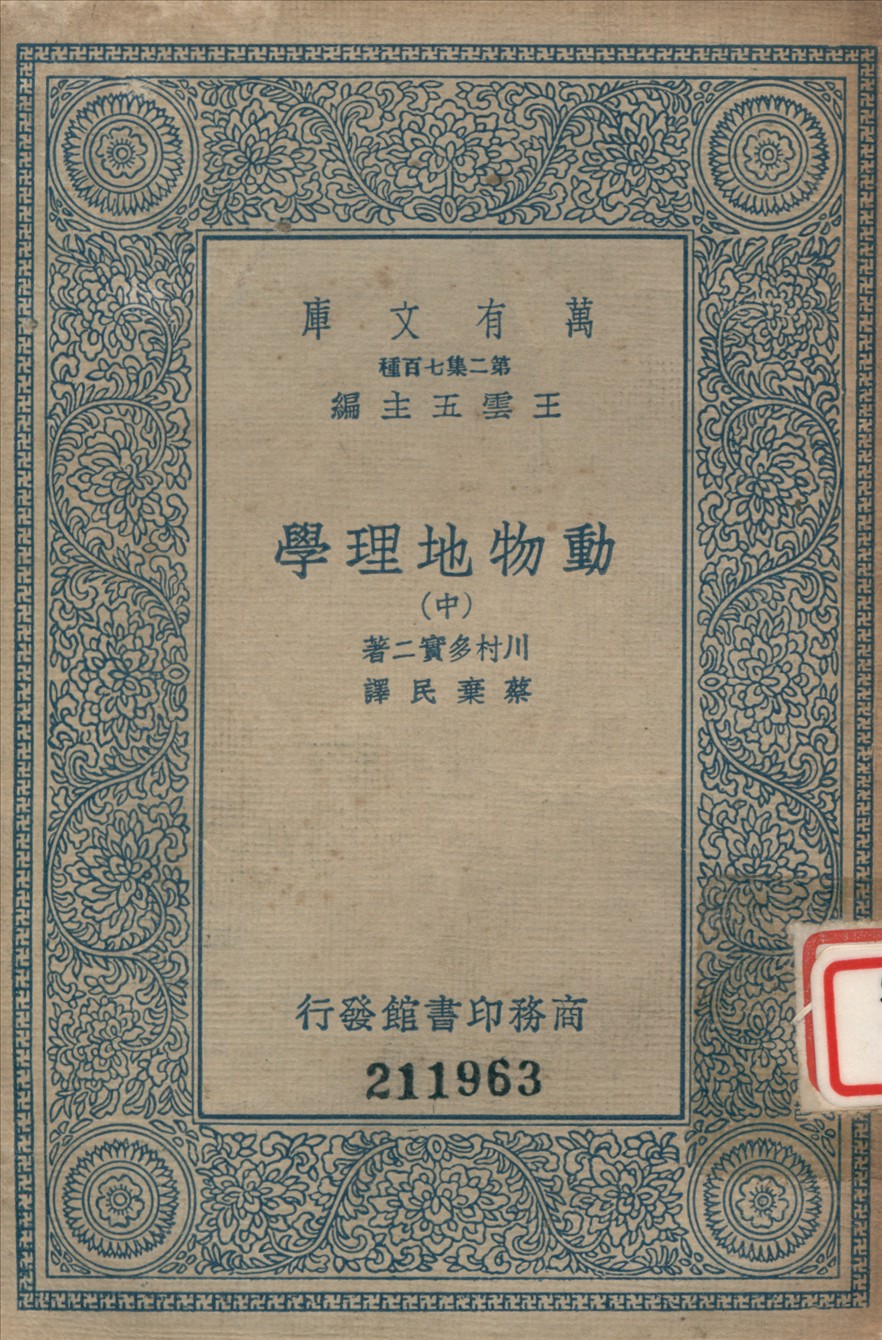 萬有文庫
第二集七百種
王雲五主編
動物地理學
(中)
川村多實二著
蔡棄民譯
商務印書館發行
211963